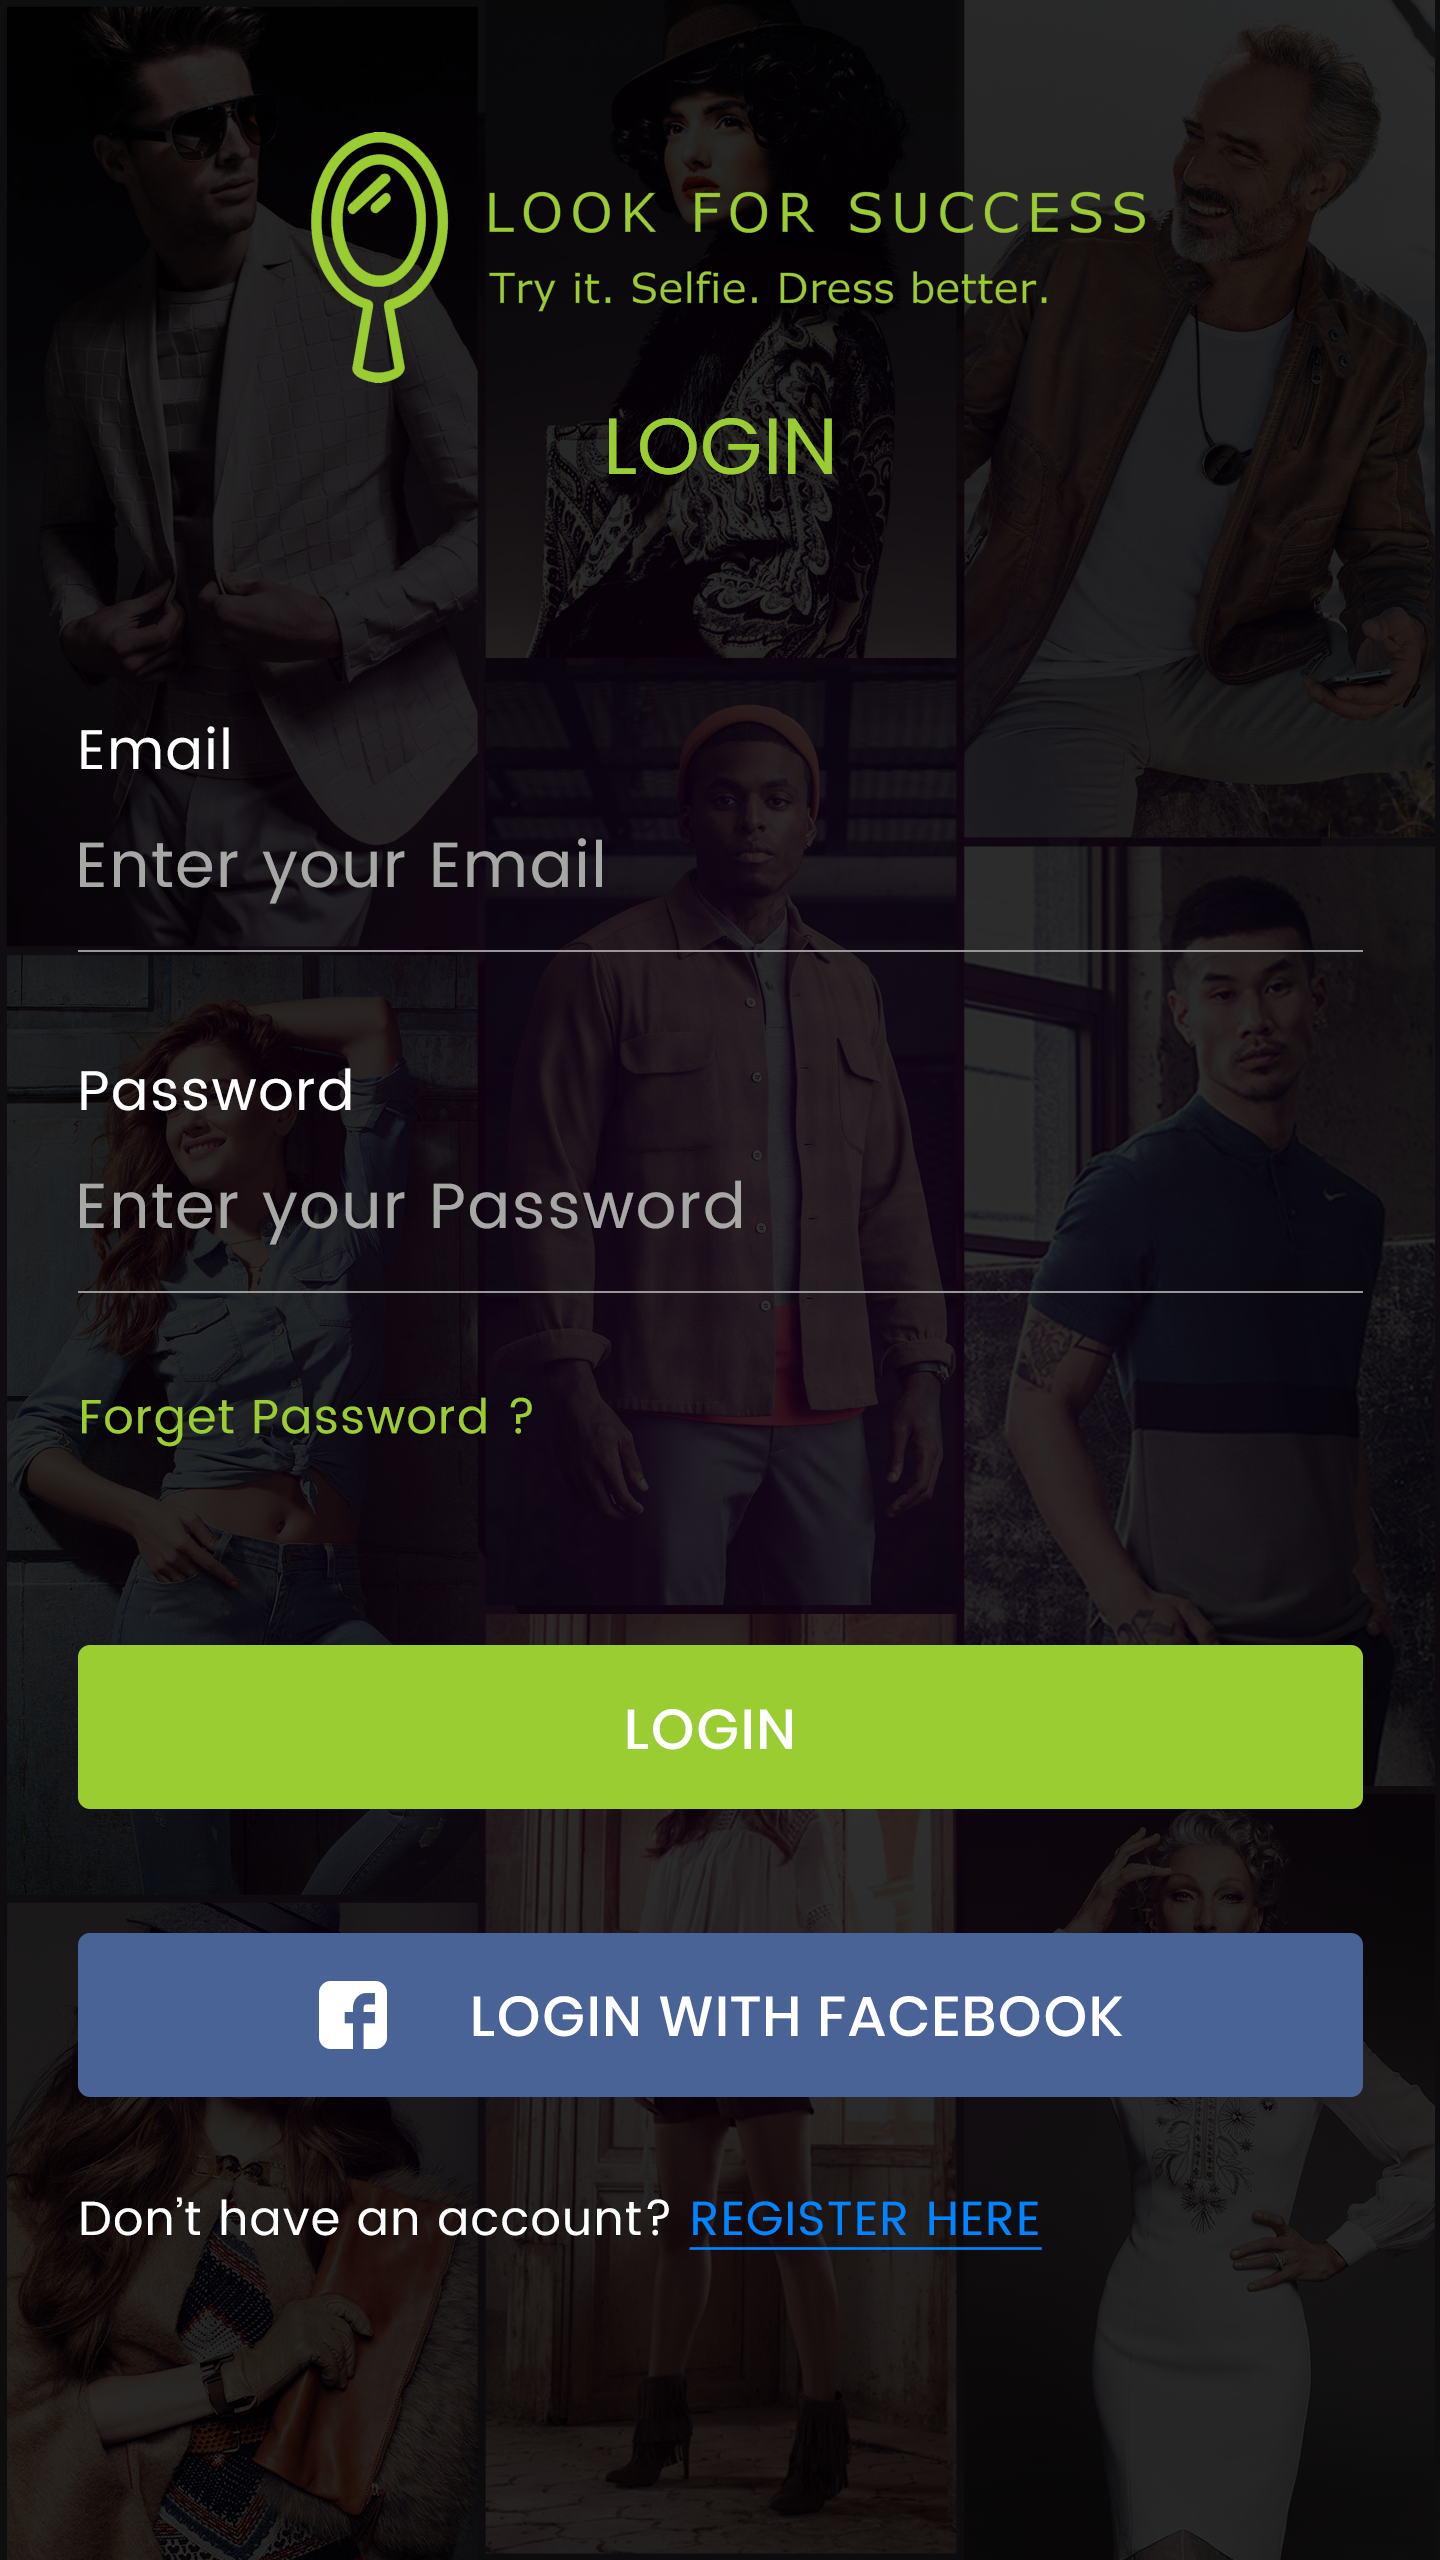 LOOK FOR SUCCESS
Try it. Selfie. Dress better.
LOGIN
Email
Enter your Email
Password
Enter your Password
Forget Password ?
LOGIN
LOGIN WITH FACEBOOK
Don’t have an account? REGISTER HERE